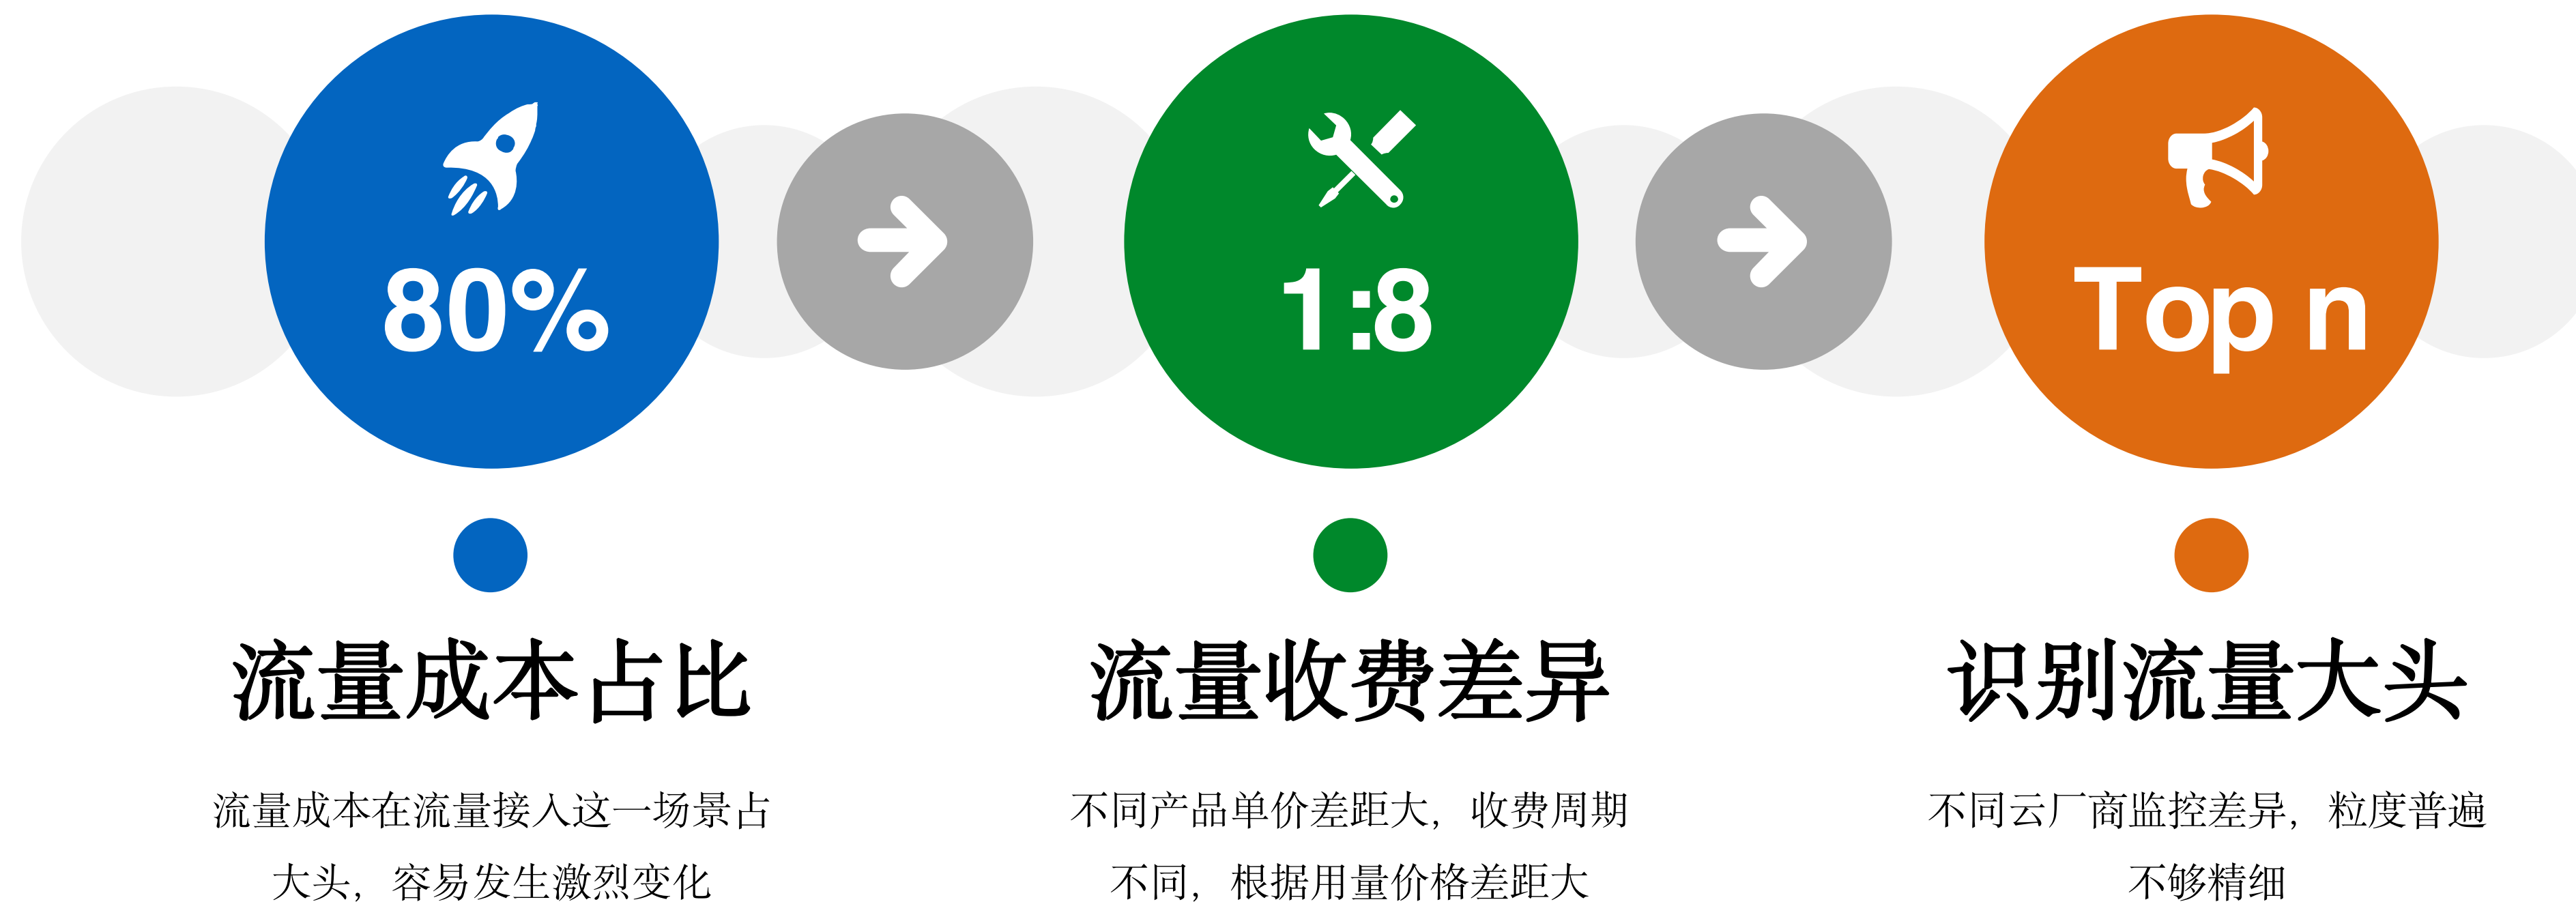 80%
1:8
Top n
流量成本占比
流量收费差异
识别流量大头
流量成本在流量接入这一场景占
大头，容易发生激烈变化
不同产品单价差距大，收费周期
不同，根据用量价格差距大
不同云厂商监控差异，粒度普遍
不够精细